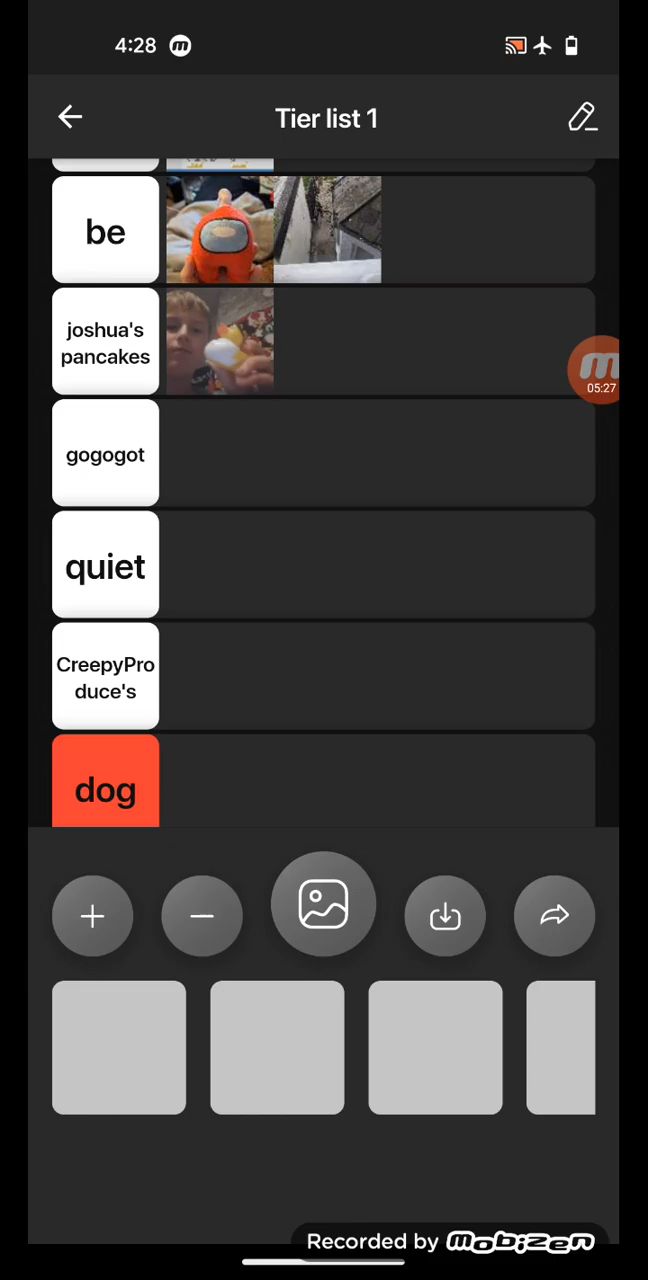 4:28
Tier list 1
be
joshua's
pancakes
05:27
gogogot
quiet
CreepyPro
duce's
dog
Recorded by mobizen